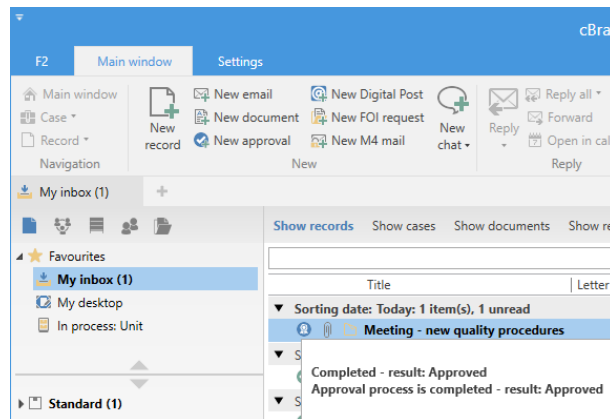 cBra
F2 Main window Settings
Main window
Case
Record
Navigation
New record
New email
New document
New approval
New Digital Post
New FOI request
New M4 mail
New chat
New
Reply
Reply all
Forward
Open in cal
Reply
My inbox (1)
Show records Show cases Show documents Show re
Favourites
My inbox (1)
My desktop
In process: Unit
Standard (1)
Title Letter
Sorting date: Today: 1 item(s), 1 unread
Meeting - new quality procedures
S
Completed - result: Approved
Approval process is completed - result: Approved
S